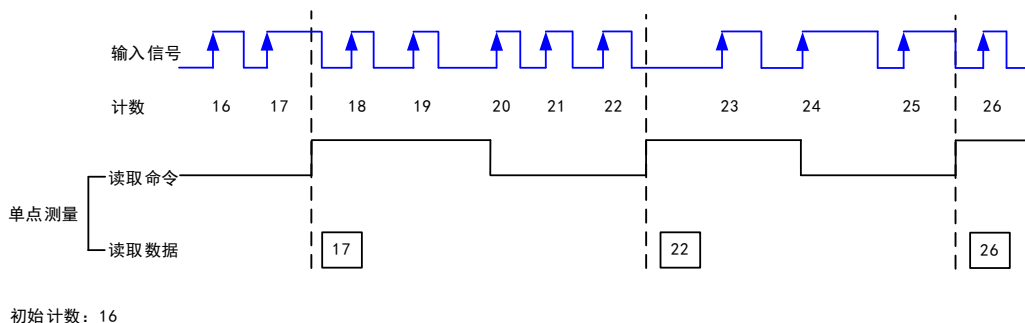 输入信号
计数 16 17 18 19 20 21 22 23 24 25 26
读取命令
单点测量
读取数据 17 22 26
初始计数: 16